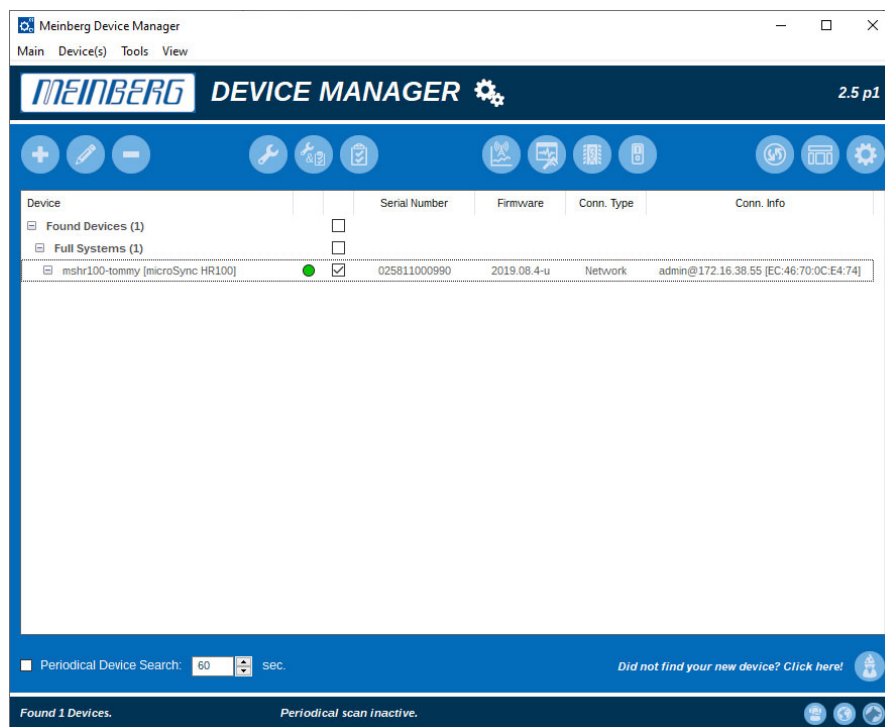 Meinberg Device Manager
Main Device(s) Tools View
MEINBERG DEVICE MANAGER 2.5 p1
Device Serial Number Firmware Conn. Type Conn. Info
Found Devices (1)
Full Systems (1)
mshr100-tommy [microSync HR100] 025811000990 2019.08.4-u Network admin@172.16.38.55 [EC:46:70:0C:E4:74]
Periodical Device Search: 60 sec. Did not find your new device? Click here!
Found 1 Devices. Periodical scan inactive.